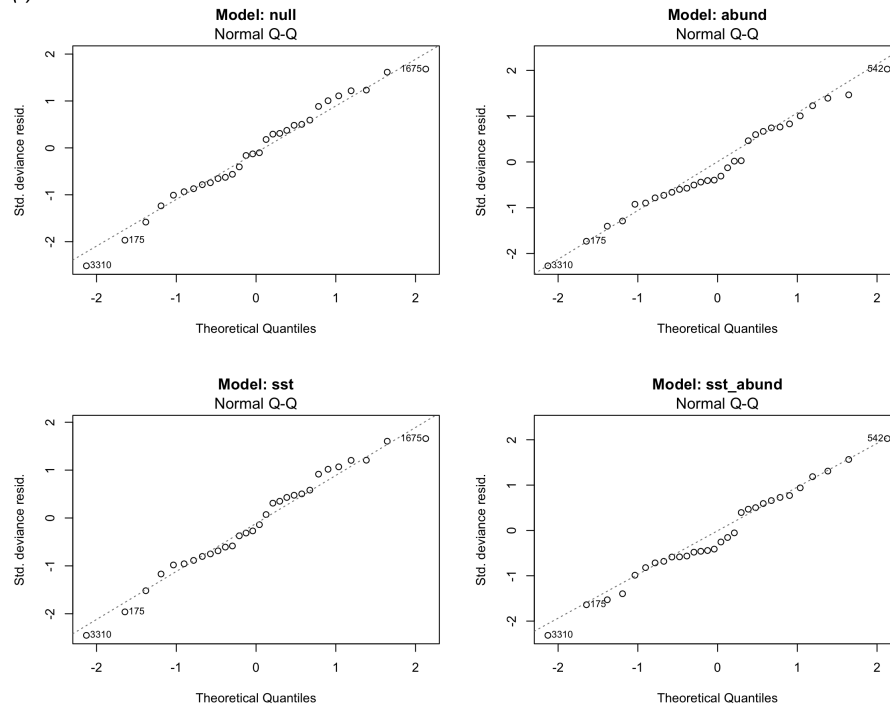 Model: null
Normal Q-Q
Std. deviance resid.
2
1
0
-1
-2
1675
175
3310
-2 -1 0 1 2
Theoretical Quantiles
Model: abund
Normal Q-Q
Std. deviance resid.
2
1
0
-1
-2
542
175
3310
-2 -1 0 1 2
Theoretical Quantiles
Model: sst
Normal Q-Q
Std. deviance resid.
2
1
0
-1
-2
1675
175
3310
-2 -1 0 1 2
Theoretical Quantiles
Model: sst_abund
Normal Q-Q
Std. deviance resid.
2
1
0
-1
-2
542
175
3310
-2 -1 0 1 2
Theoretical Quantiles